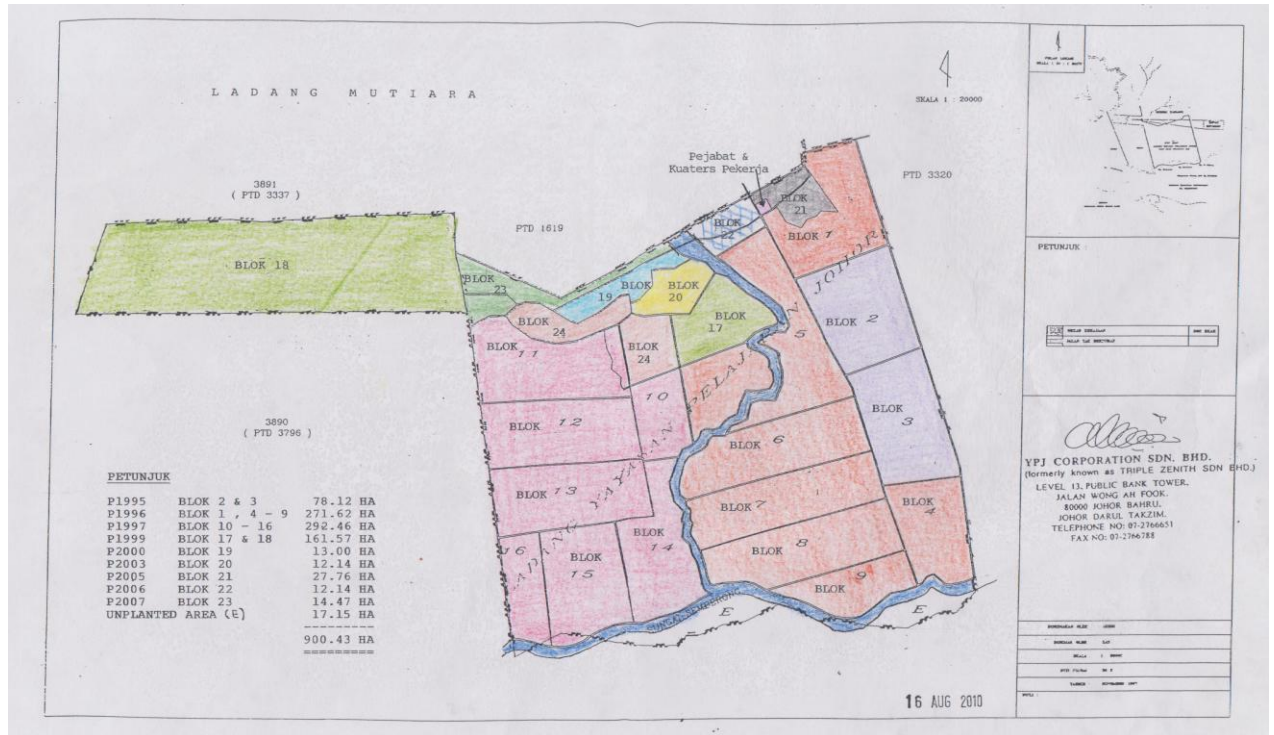 L A D A N G   M U T I A R A
SKALA 1 : 20000
3891
( PTD 3337 )
PTD 1619
Pejabat &
Kuaters Pekerja
PTD 3320
BLOK 18
BLOK 23
BLOK 19
BLOK 20
BLOK 22
BLOK 21
BLOK 1
BLOK 2
BLOK 3
BLOK 4
5
BLOK 6
BLOK 7
BLOK 8
BLOK 9
10
BLOK 11
BLOK 12
BLOK 13
BLOK 14
BLOK 15
16
BLOK 17
BLOK 24
BLOK 24
LADANG YAYASAN PELAJARAN JOHOR
E
E
3890
( PTD 3796 )
PETUNJUK
P1995 BLOK 2 & 3 78.12 HA
P1996 BLOK 1 , 4 - 9 271.62 HA
P1997 BLOK 10 - 16 292.46 HA
P1999 BLOK 17 & 18 161.57 HA
P2000 BLOK 19 13.00 HA
P2003 BLOK 20 12.14 HA
P2005 BLOK 21 27.76 HA
P2006 BLOK 22 12.14 HA
P2007 BLOK 23 14.47 HA
UNPLANTED AREA (E) 17.15 HA
900.43 HA
16 AUG 2010
PETUNJUK
YPJ CORPORATION SDN. BHD.
(formerly known as TRIPLE ZENITH SDN BHD.)
LEVEL 13, PUBLIC BANK TOWER,
JALAN WONG AH FOOK,
80000 JOHOR BAHRU,
JOHOR DARUL TAKZIM.
TELEPHONE NO: 07-2766651
FAX NO: 07-2766788